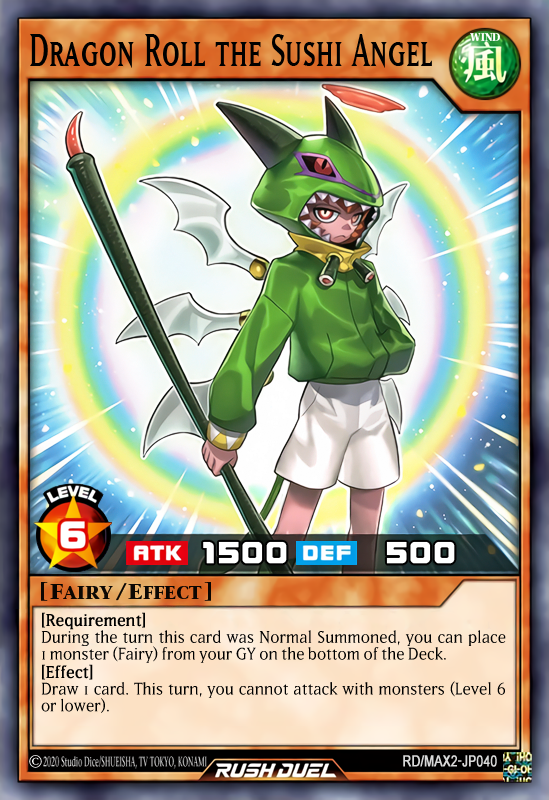 DRAGON ROLL THE SUSHI ANGEL
WIND
嵐
LEVEL
6
ATK 1500 DEF 500
[FAIRY/EFFECT]
[Requirement]
During the turn this card was Normal Summoned, you can place
1 monster (Fairy) from your GY on the bottom of the Deck.
[Effect]
Draw 1 card. This turn, you cannot attack with monsters (Level 6
or lower).
©2020 Studio Dice/SHUEISHA, TV TOKYO, KONAMI
RUSH DUEL
RD/MAX2-JP040